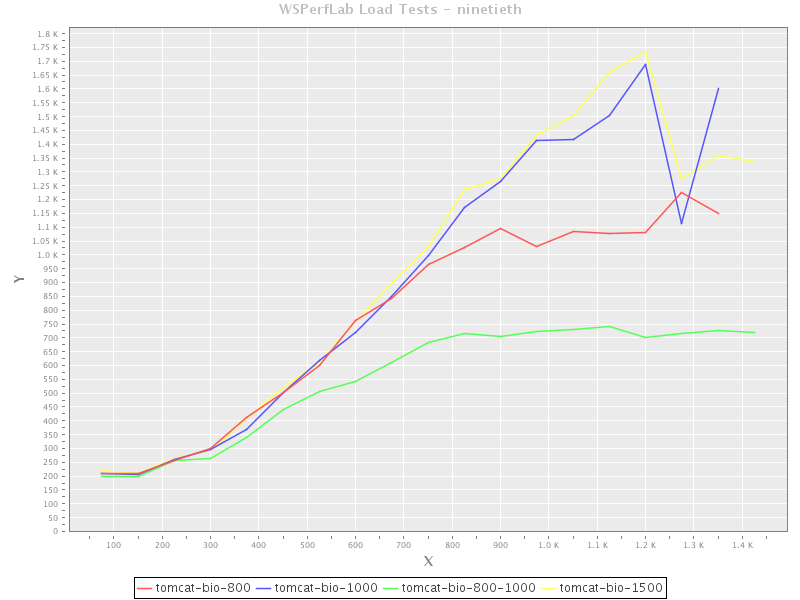 WSPerfLab Load Tests - ninetieth
1.8 K
1.75 K
1.7 K
1.65 K
1.6 K
1.55 K
1.5 K
1.45 K
1.4 K
1.35 K
1.3 K
1.25 K
1.2 K
1.15 K
1.1 K
1.05 K
1.0 K
950
900
850
800
750
700
650
600
550
500
450
400
350
300
250
200
150
100
50
0
Y
100 200 300 400 500 600 700 800 900 1.0 K 1.1 K 1.2 K 1.3 K 1.4 K
X
tomcat-bio-800 tomcat-bio-1000 tomcat-bio-800-1000 tomcat-bio-1500